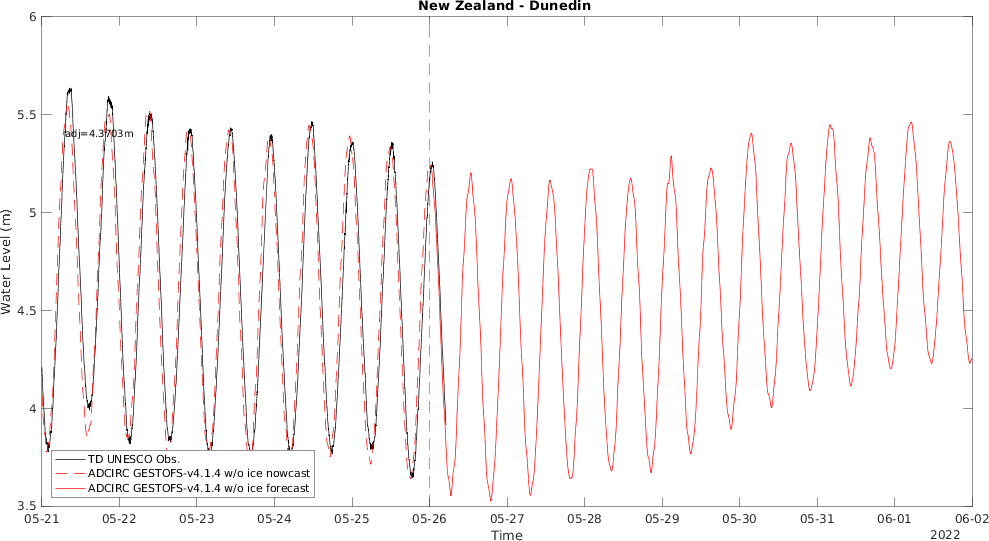 New Zealand - Dunedin
6
5.5
5
4.5
4
3.5
Water Level (m)
adj=4.3703m
TD UNESCO Obs.
ADCIRC GESTOFS-v4.1.4 w/o ice nowcast
ADCIRC GESTOFS-v4.1.4 w/o ice forecast
05-21 05-22 05-23 05-24 05-25 05-26 05-27 05-28 05-29 05-30 05-31 06-01 06-02
Time
2022